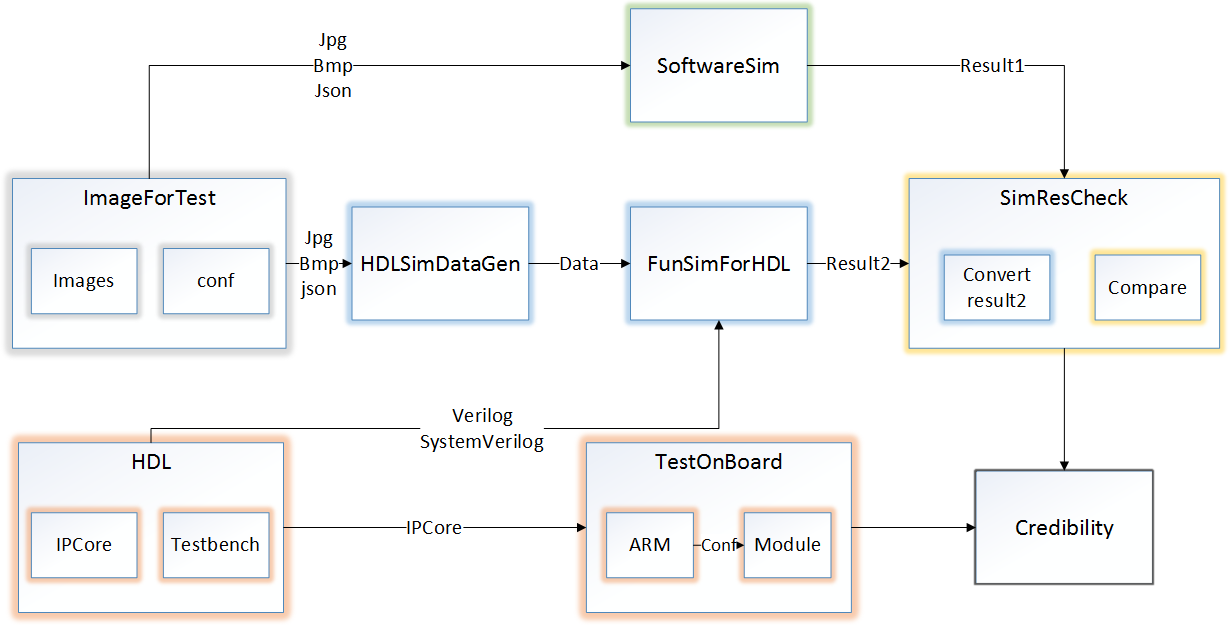 Jpg
Bmp
Json
SoftwareSim
Result1
ImageForTest
Images
conf
Jpg
Bmp
json
HDLSimDataGen
Data
FunSimForHDL
Result2
SimResCheck
Convert
result2
Compare
Verilog
SystemVerilog
HDL
IPCore
Testbench
IPCore
TestOnBoard
ARM
Conf
Module
Credibility